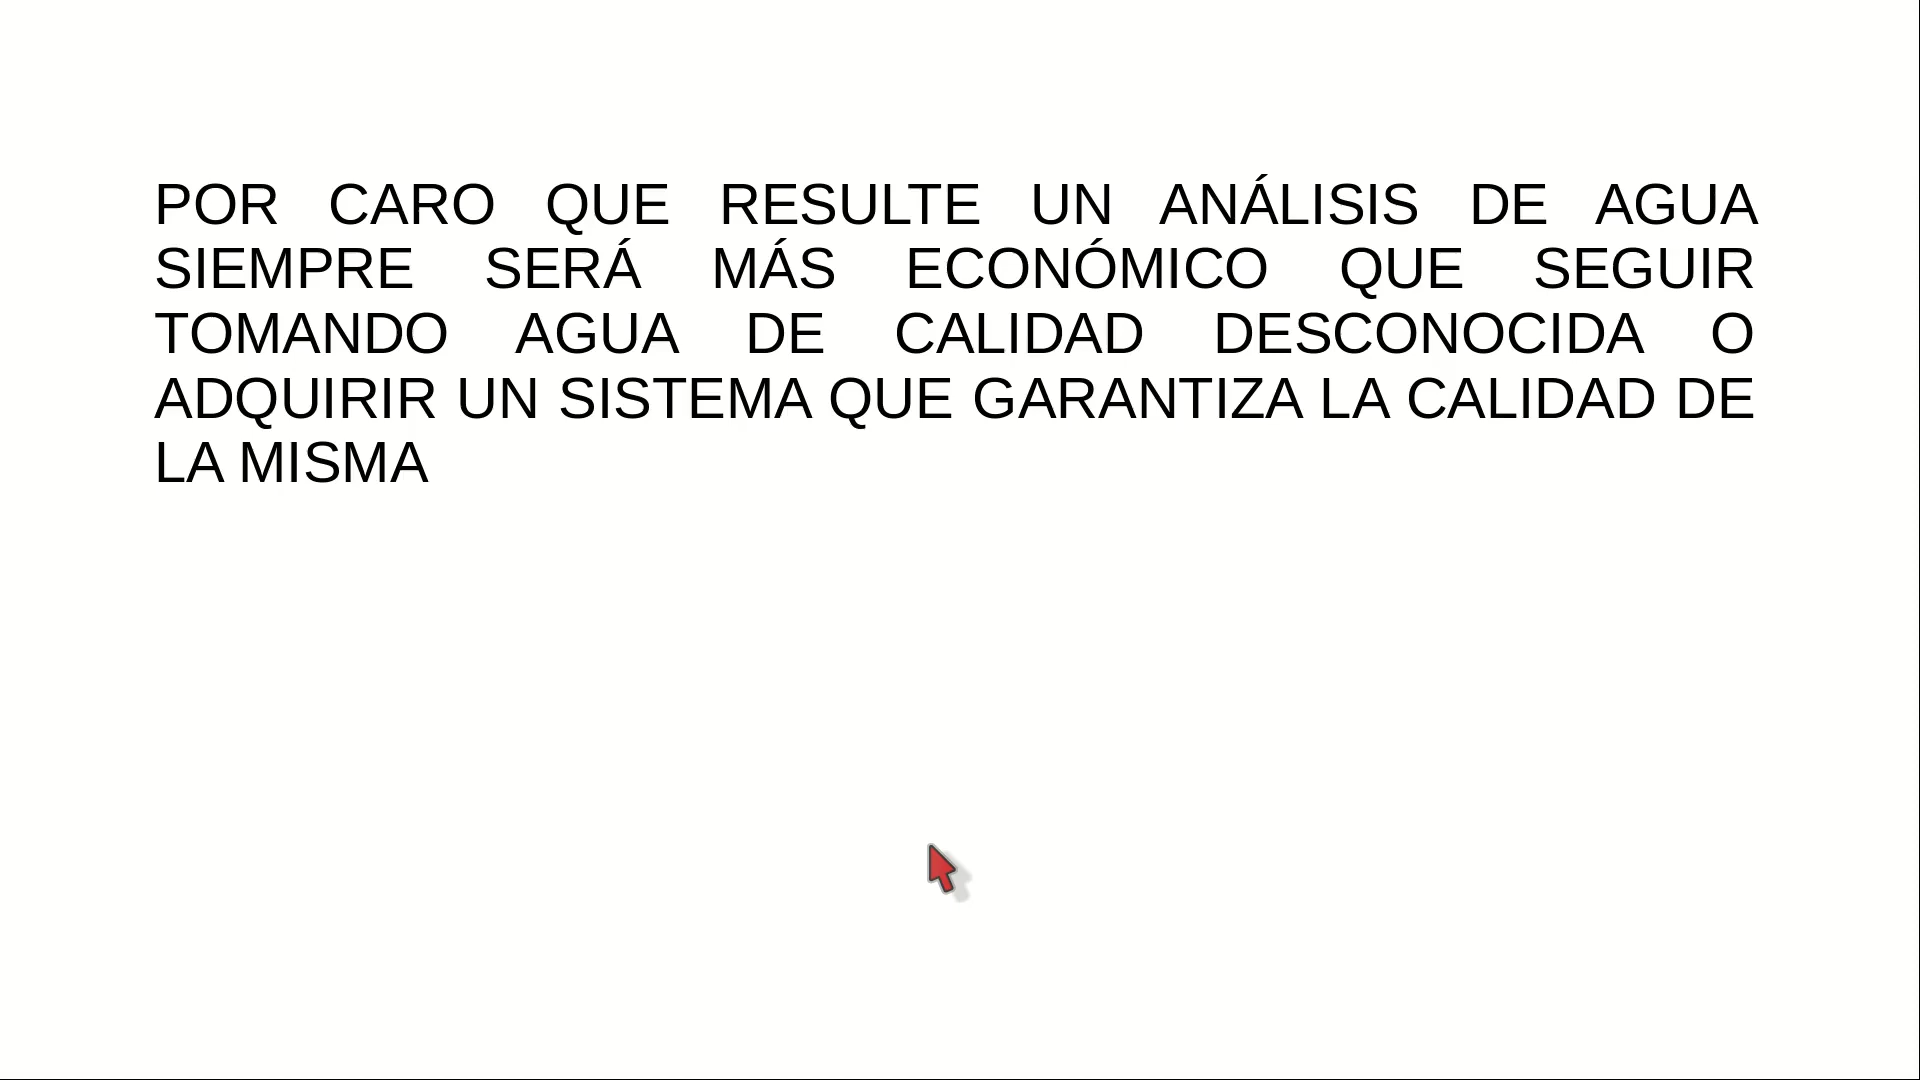 POR CARO QUE RESULTE UN ANÁLISIS DE AGUA
SIEMPRE SERÁ MÁS ECONÓMICO QUE SEGUIR
TOMANDO AGUA DE CALIDAD DESCONOCIDA O
ADQUIRIR UN SISTEMA QUE GARANTIZA LA CALIDAD DE
LA MISMA